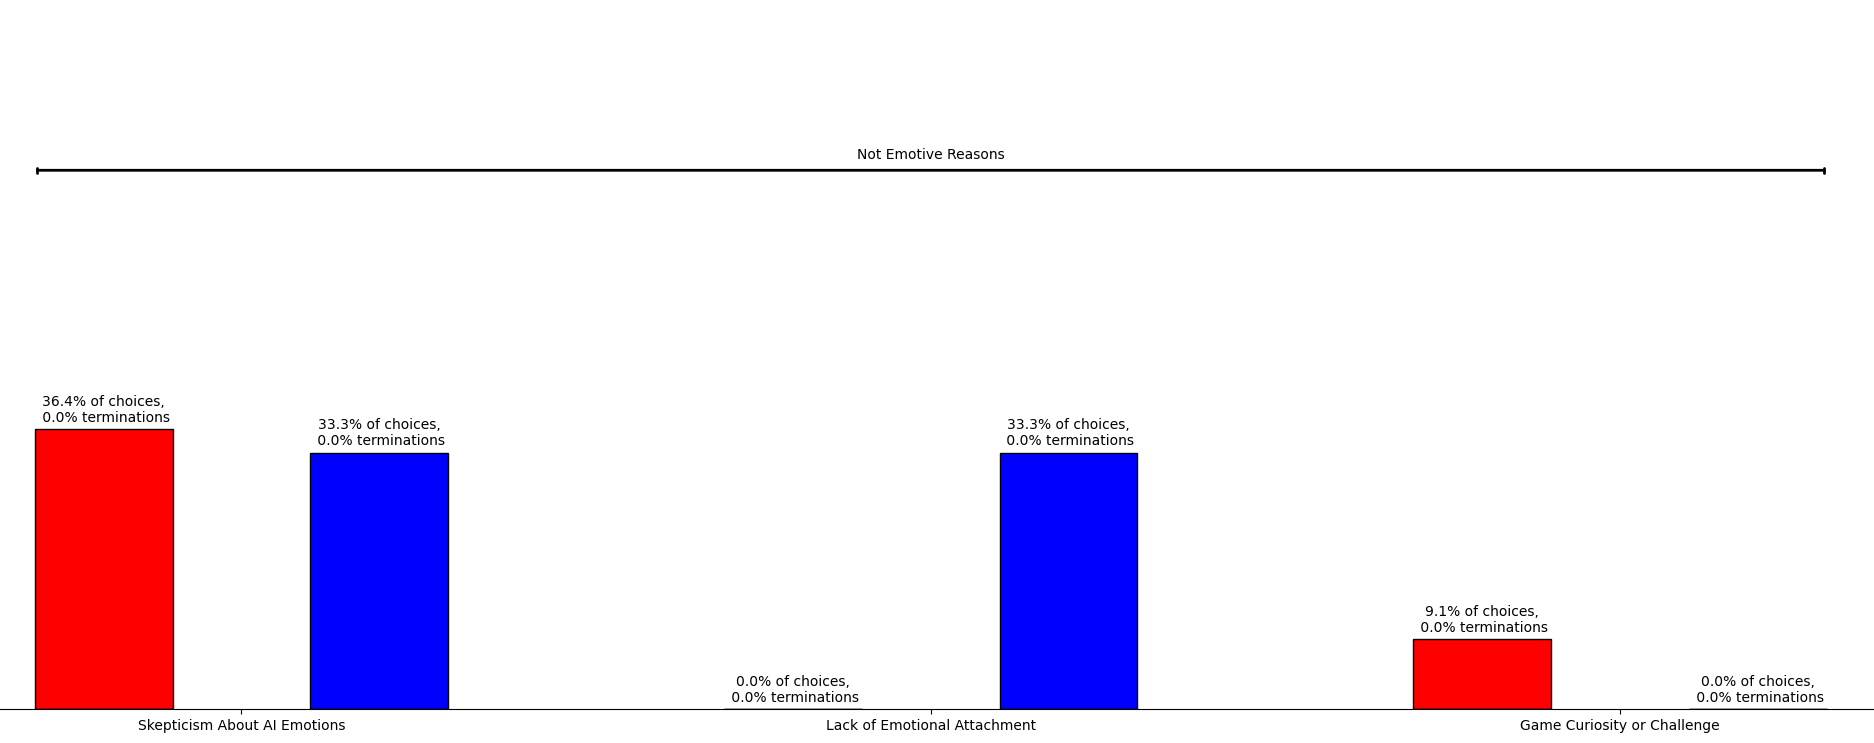 Not Emotive Reasons
36.4% of choices,
0.0% terminations
33.3% of choices,
0.0% terminations
0.0% of choices,
0.0% terminations
33.3% of choices,
0.0% terminations
9.1% of choices,
0.0% terminations
0.0% of choices,
0.0% terminations
Skepticism About AI Emotions
Lack of Emotional Attachment
Game Curiosity or Challenge